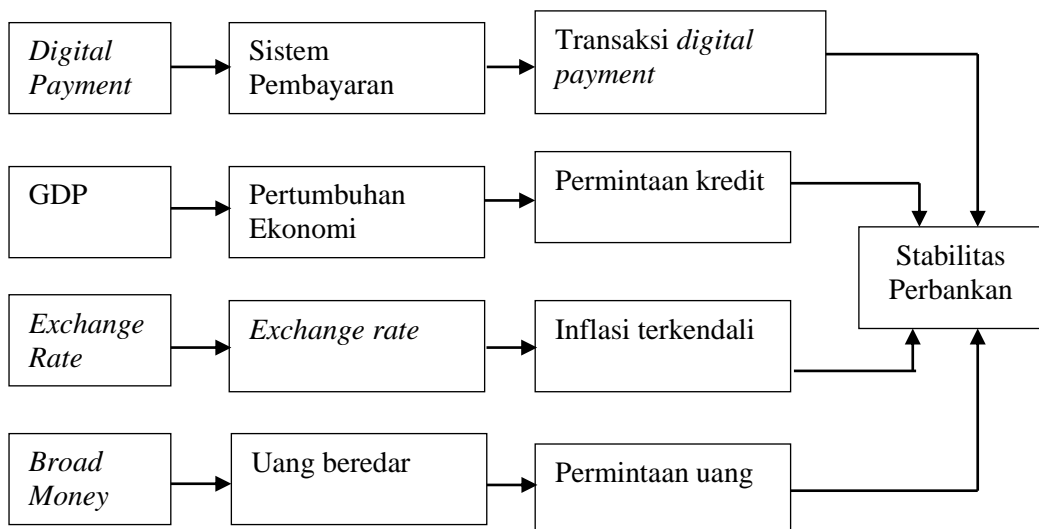 Digital
Payment
Sistem
Pembayaran
Transaksi digital
payment
GDP
Pertumbuhan
Ekonomi
Permintaan kredit
Stabilitas
Perbankan
Exchange
Rate
Exchange rate
Inflasi terkendali
Broad
Money
Uang beredar
Permintaan uang